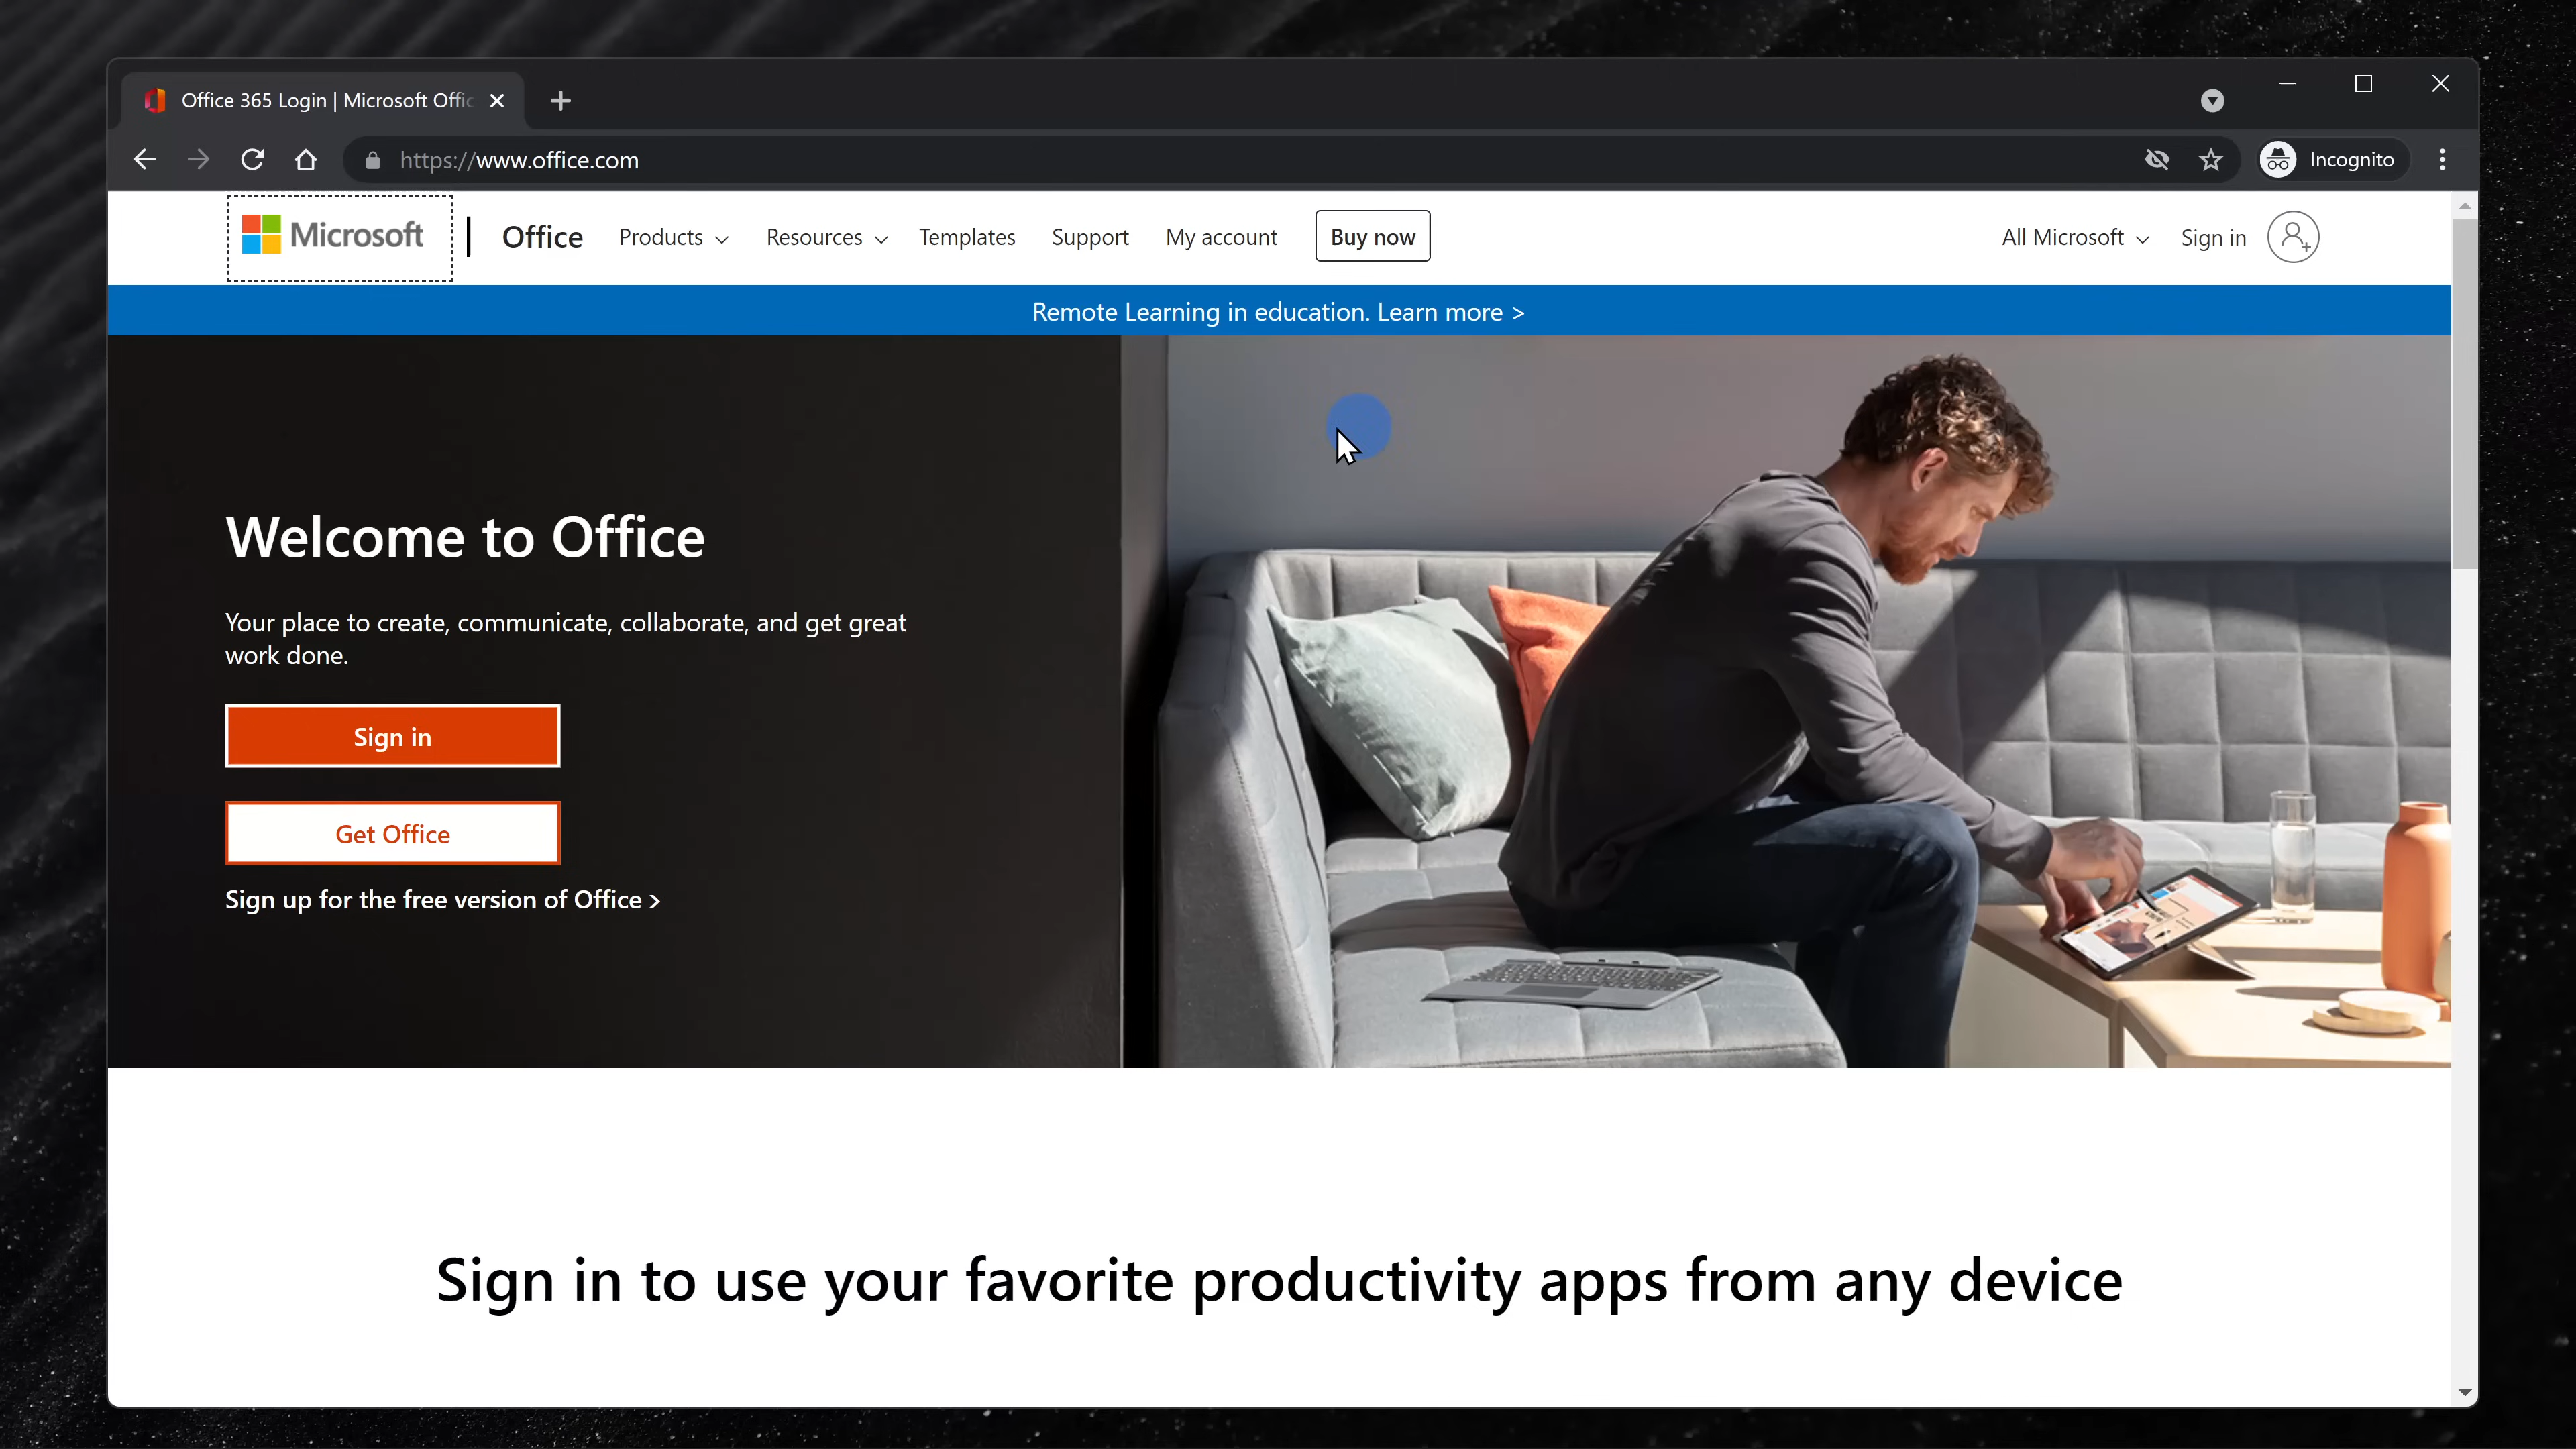 Office 365 Login | Microsoft Offic
https://www.office.com
Incognito
Microsoft
Office
Products
Resources
Templates
Support
My account
Buy now
All Microsoft
Sign in
Remote Learning in education. Learn more >
Welcome to Office
Your place to create, communicate, collaborate, and get great
work done.
Sign in
Get Office
Sign up for the free version of Office >
Sign in to use your favorite productivity apps from any device